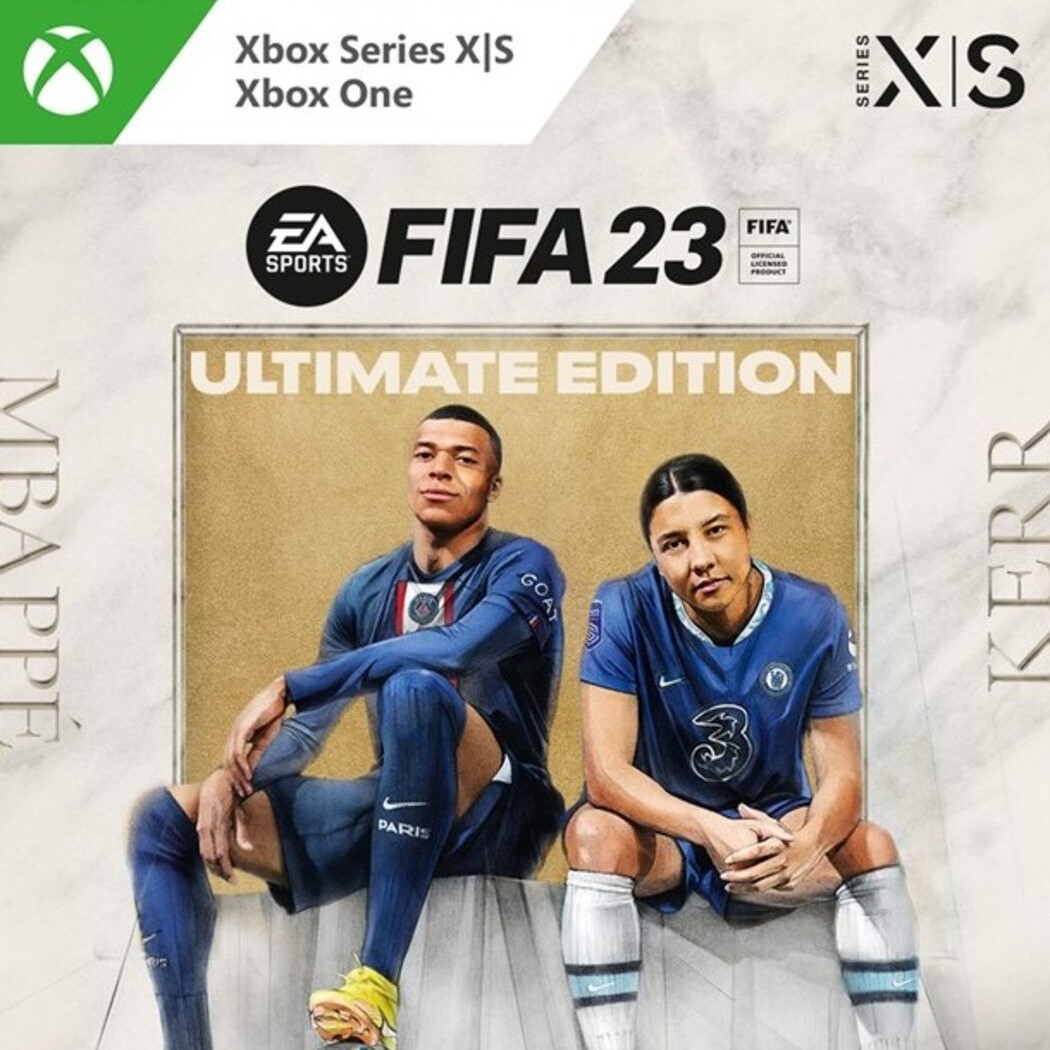 Xbox Series X|S
Xbox One
SERIES X|S
EA SPORTS FIFA 23
FIFA®
OFFICIAL
LICENSED
PRODUCT
ULTIMATE EDITION
MBAPPÉ
KERR
GOAT
3
PARIS